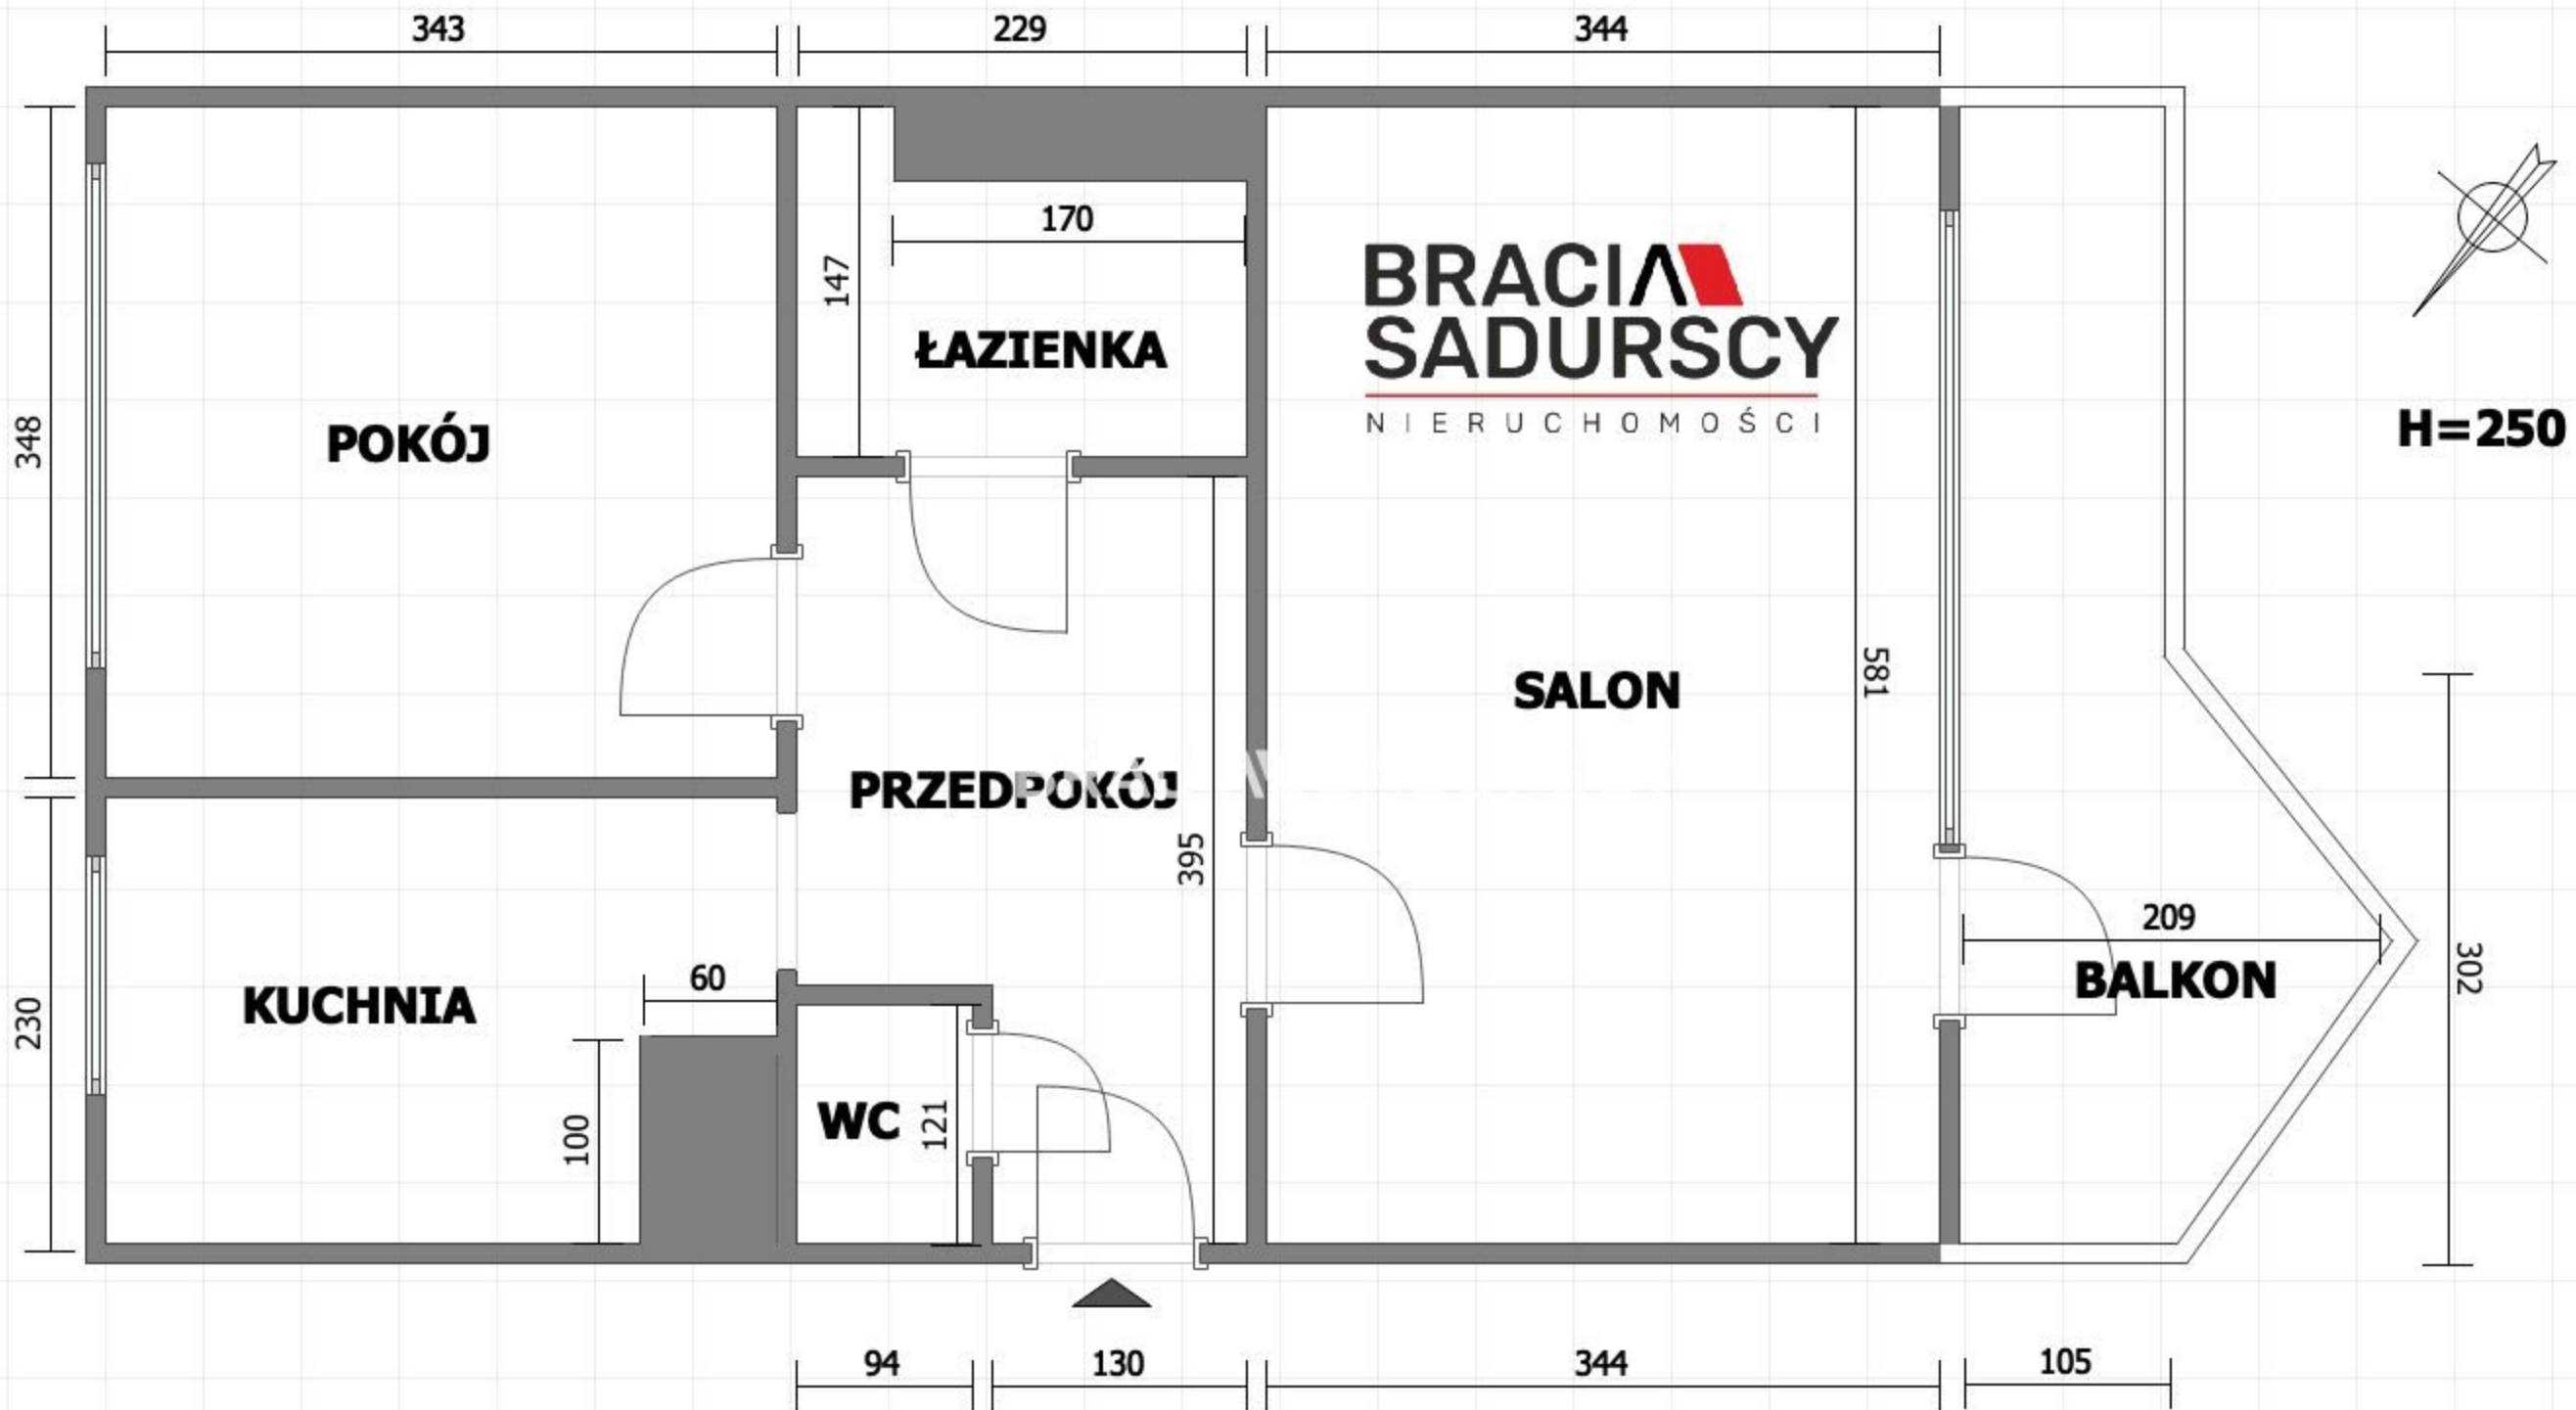 343
229
344
170
147
BRACIA
SADURSCY
NIERUCHOMOŚCI
ŁAZIENKA
POKÓJ
348
H=250
SALON
581
PRZEDPOKÓJ
395
209
BALKON
302
60
KUCHNIA
230
100
WC
121
94
130
344
105